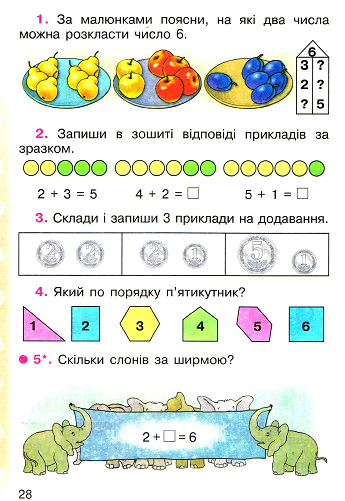 1. За малюнками поясни, на які два числа
можна розкласти число 6.
6
3 ?
2 ?
? 5
2. Запиши в зошиті відповіді прикладів за
зразком.
2 + 3 = 5 4 + 2 = □ 5 + 1 = □
3. Склади і запиши 3 приклади на додавання.
2 2 2 1 5 1
4. Який по порядку п'ятикутник?
1 2 3 4 5 6
5*. Скільки слонів за ширмою?
2 + □ = 6
28